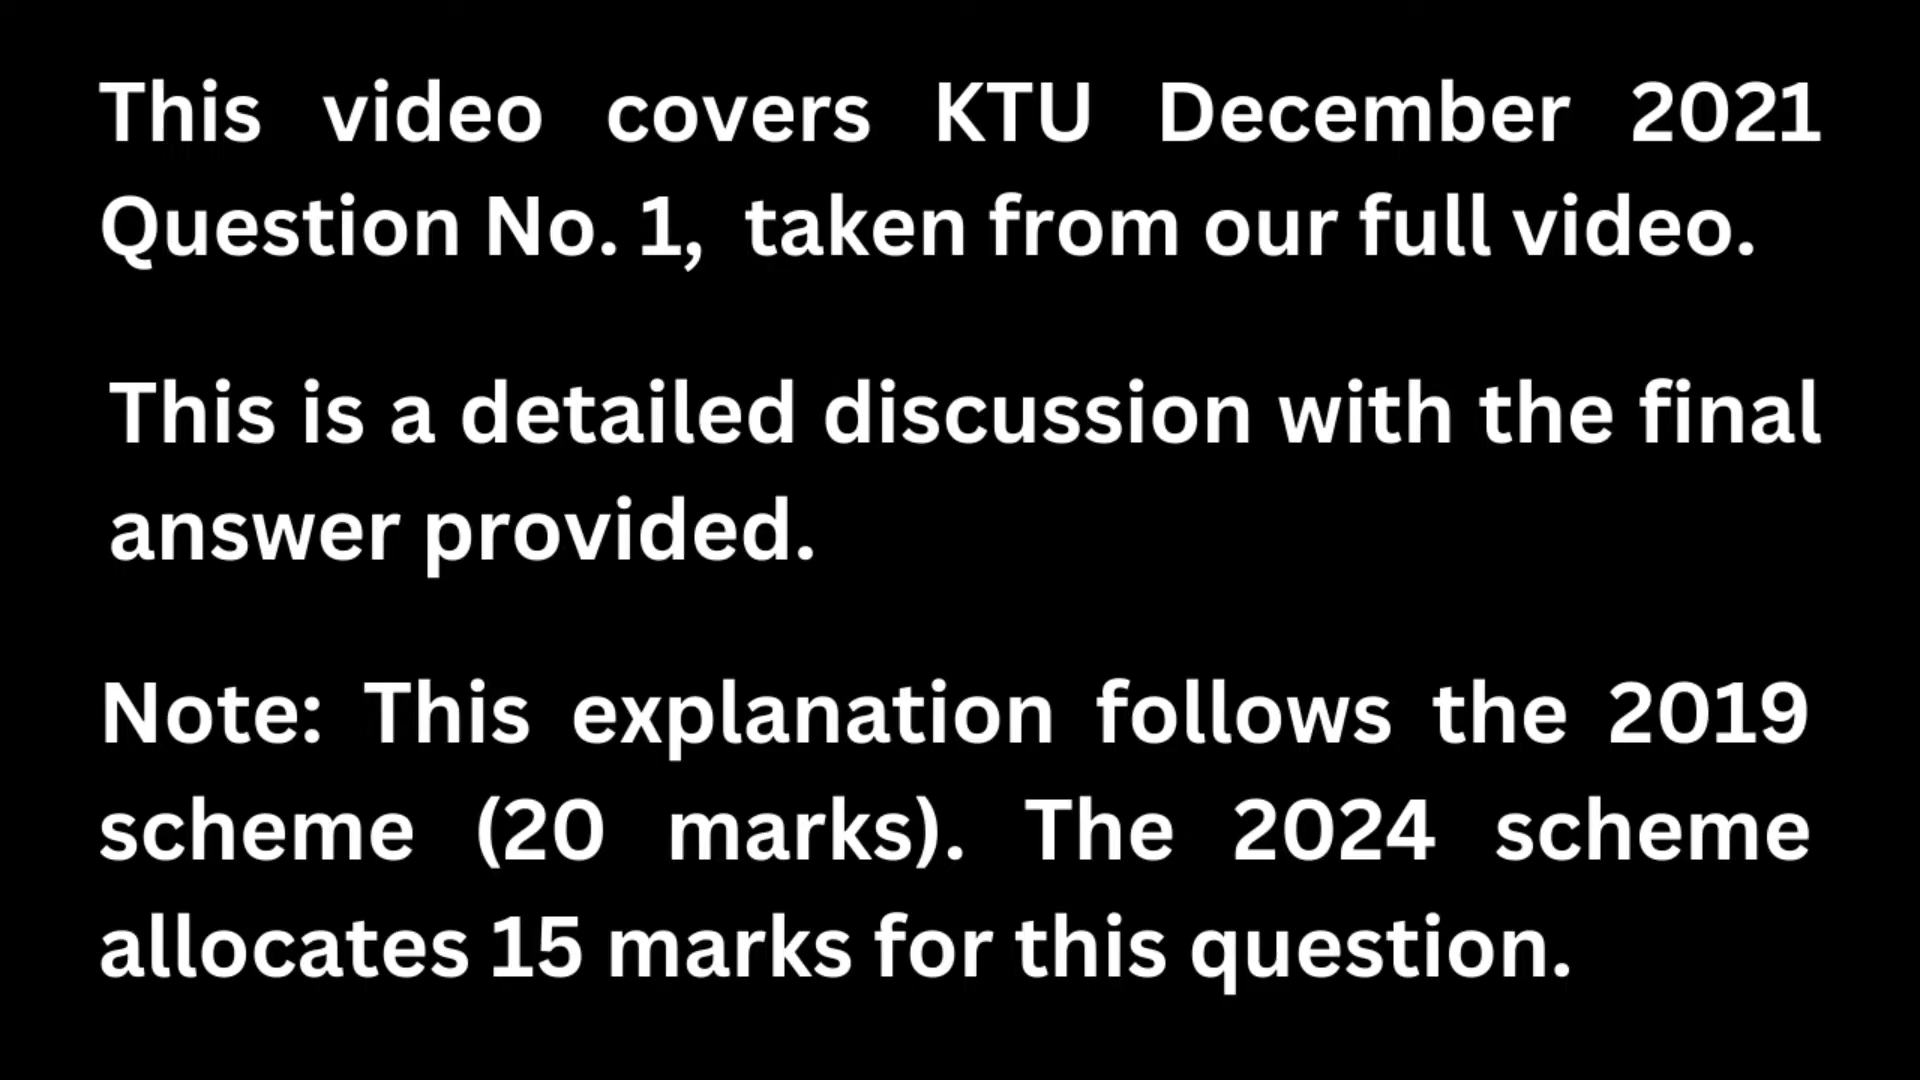 This video covers KTU December 2021
Question No. 1, taken from our full video.
This is a detailed discussion with the final
answer provided.
Note: This explanation follows the 2019
scheme (20 marks). The 2024 scheme
allocates 15 marks for this question.